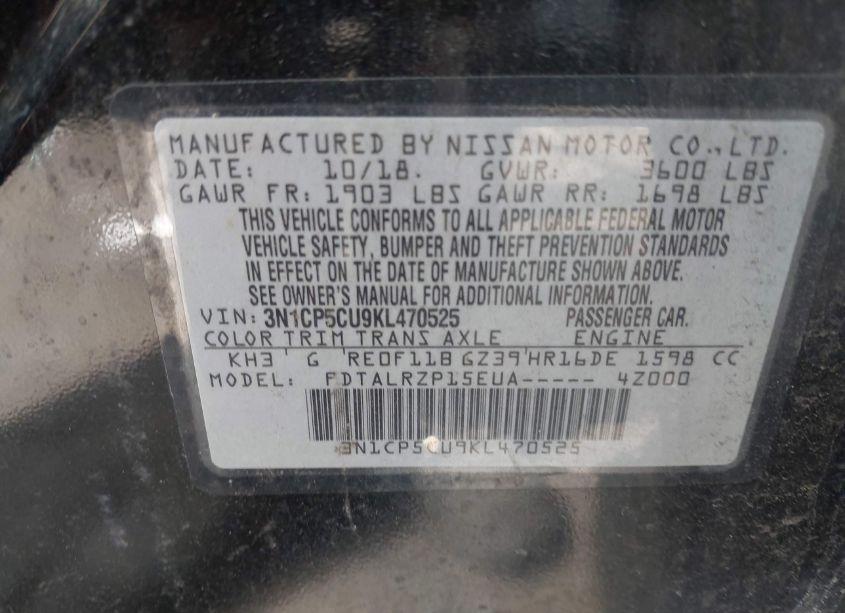 MANUFACTURED BY NISSAN MOTOR CO., LTD.
DATE: 10/18. GVWR: 3600 LBS
GAWR FR: 1903 LBS GAWR RR: 1698 LBS
THIS VEHICLE CONFORMS TO ALL APPLICABLE FEDERAL MOTOR
VEHICLE SAFETY, BUMPER AND THEFT PREVENTION STANDARDS
IN EFFECT ON THE DATE OF MANUFACTURE SHOWN ABOVE.
SEE OWNER'S MANUAL FOR ADDITIONAL INFORMATION.
VIN: 3N1CP5CU9KL470525 PASSENGER CAR.
COLOR TRIM TRANS AXLE ENGINE
KH3 G RE0F11B GZ39 HR16DE 1598 CC
MODEL: FDTALRZP15EUA----- 4Z000
3N1CP5CU9KL470525